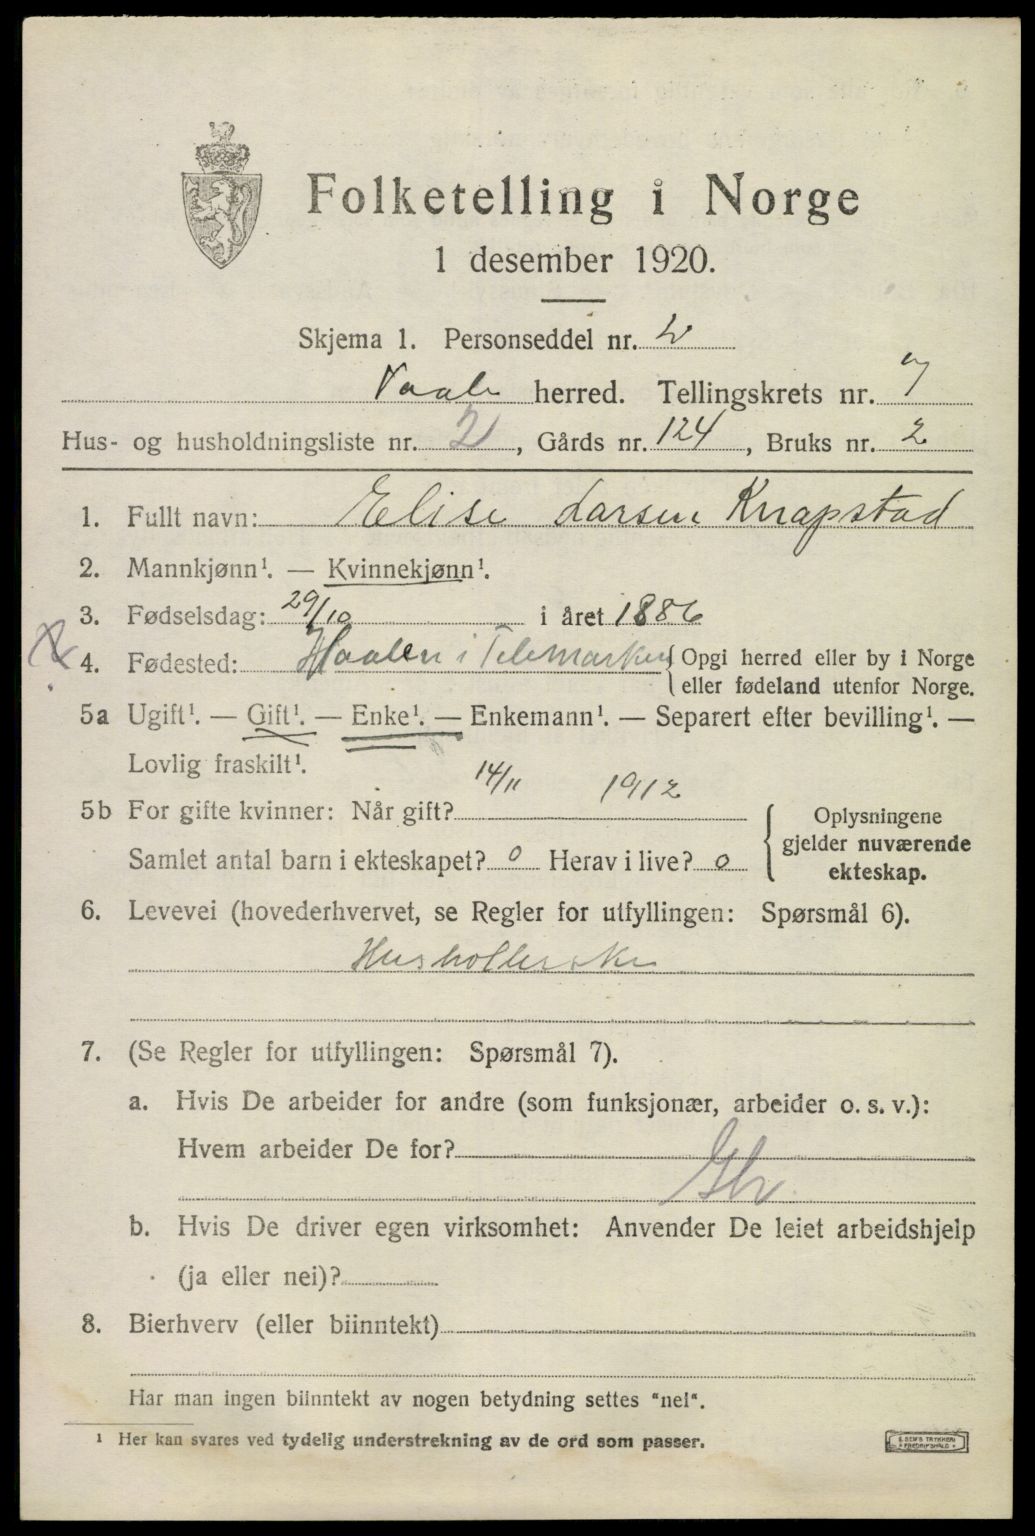 Folketelling i Norge
1 desember 1920.
Skjema 1. Personseddel nr. 2
Vaale herred. Tellingskrets nr. 7
Hus- og husholdningsliste nr. 21, Gårds nr. 124, Bruks nr. 2
1. Fullt navn: Elise Larsen Knapstad
2. Mannkjønn¹. — Kvinnekjønn¹.
3. Fødselsdag: 29/10 i året 1886
4. Fødested: i Telemarken { Opgi herred eller by i Norge
eller fødeland utenfor Norge.
5a Ugift¹. — Gift¹. — Enke¹. — Enkemann¹. — Separert efter bevilling¹. —
Lovlig fraskilt¹.
5b For gifte kvinner: Når gift? 14/11 1912
Samlet antal barn i ekteskapet? 0 Herav i live? 0
{ Oplysningene
gjelder nuværende
ekteskap.
6. Levevei (hovederhvervet, se Regler for utfyllingen: Spørsmål 6).
Husholderske
7. (Se Regler for utfyllingen: Spørsmål 7).
a. Hvis De arbeider for andre (som funksjonær, arbeider o. s. v.):
Hvem arbeider De for?
b. Hvis De driver egen virksomhet: Anvender De leiet arbeidshjelp
(ja eller nei)?
8. Bierhverv (eller biinntekt)
Har man ingen biinntekt av nogen betydning settes "nei".
¹ Her kan svares ved tydelig understrekning av de ord som passer.